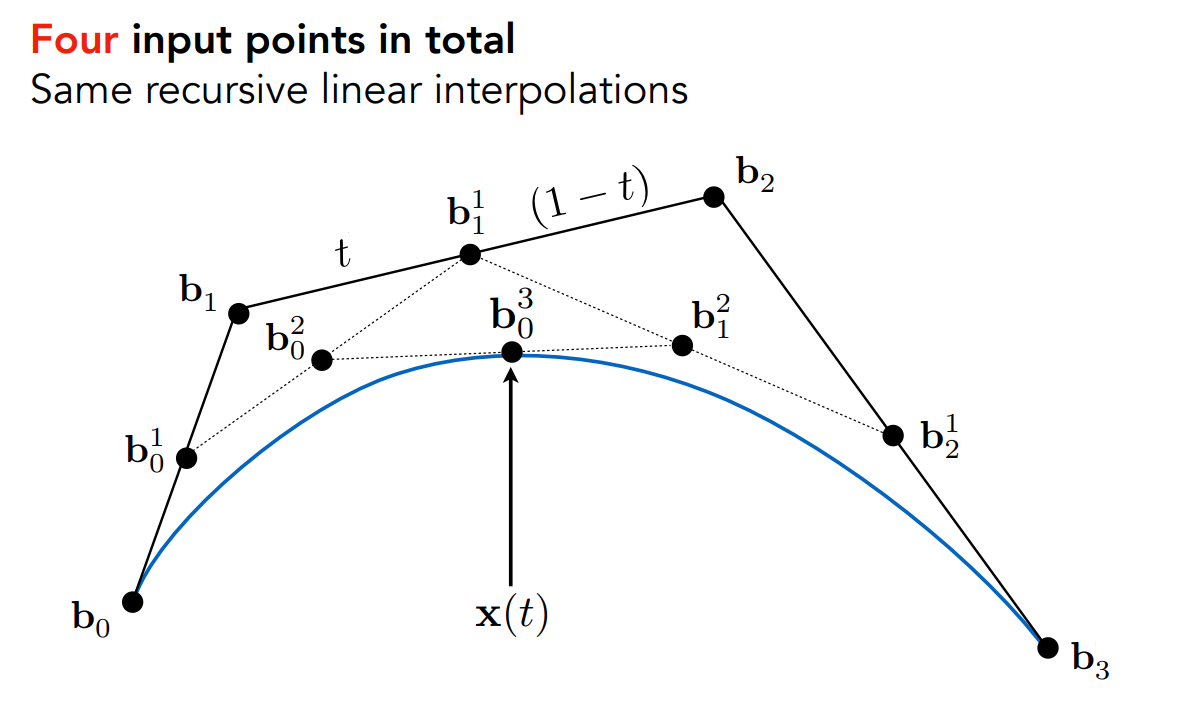 Four input points in total
Same recursive linear interpolations
b₂
(1 − t)
b₁¹
t
b₁
b₀³
b₁²
b₀²
b₂¹
b₀¹
b₀
x(t)
b₃